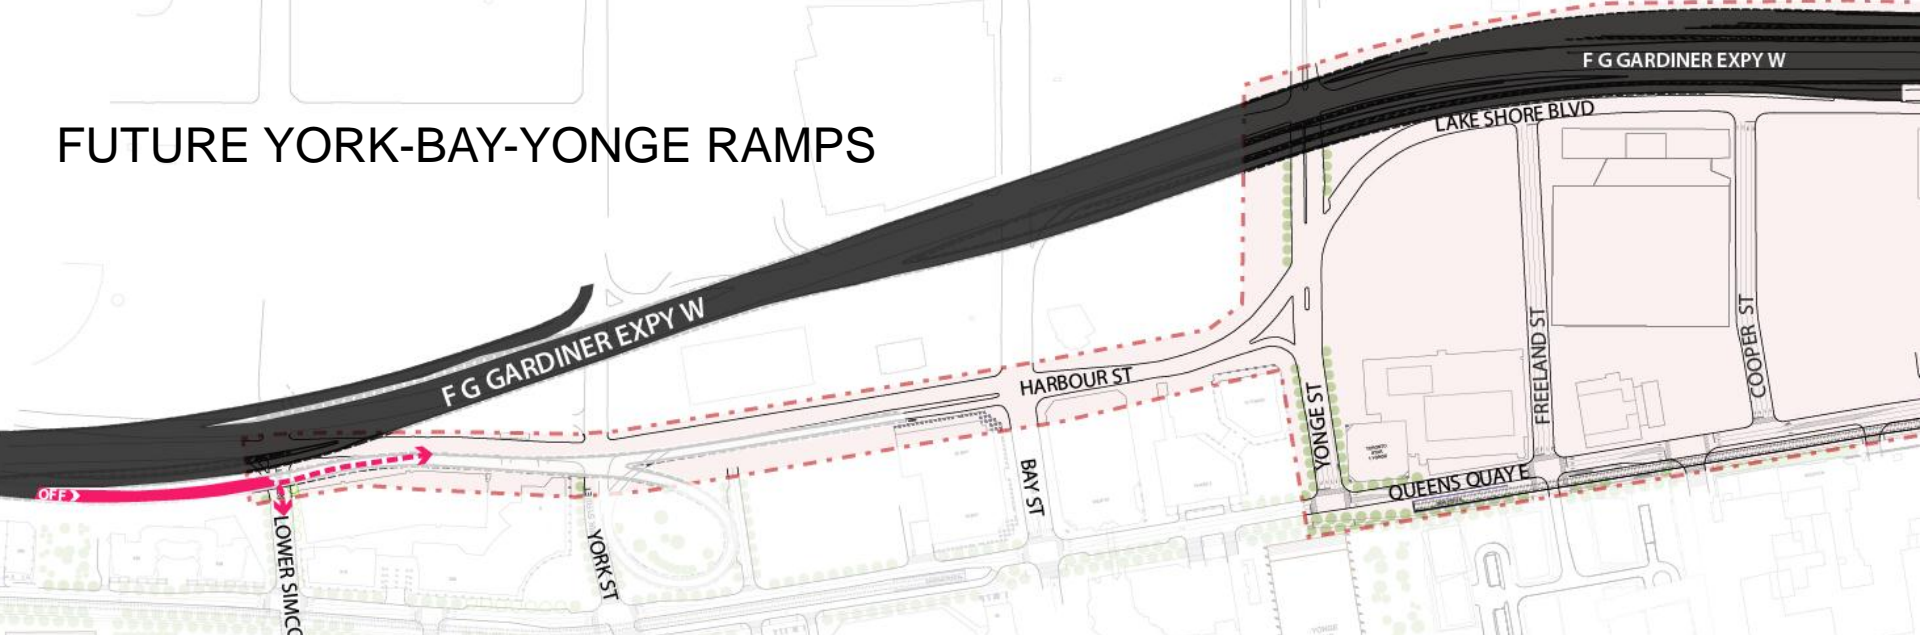 F G GARDINER EXPY W
LAKE SHORE BLVD
FUTURE YORK-BAY-YONGE RAMPS
F G GARDINER EXPY W
HARBOUR ST
YONGE ST
FREELAND ST
COOPER ST
OFF
LOWER SIMCO
YORK ST
BAY ST
QUEENS QUAY E
YONGE